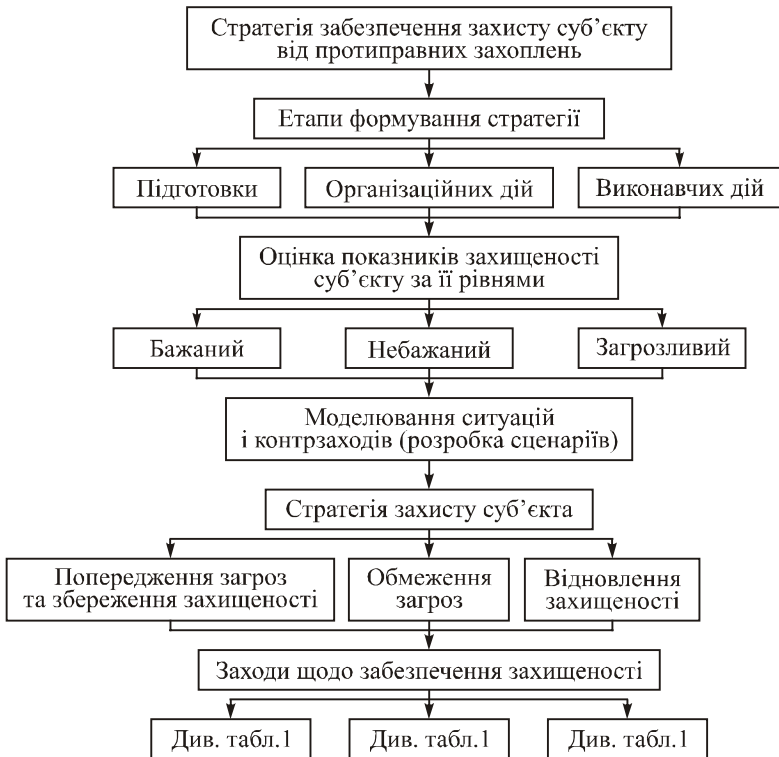 Стратегія забезпечення захисту суб’єкту
від протиправних захоплень
Етапи формування стратегії
Підготовки
Організаційних дій
Виконавчих дій
Оцінка показників захищеності
суб’єкту за її рівнями
Бажаний
Небажаний
Загрозливий
Моделювання ситуацій
і контрзаходів (розробка сценаріїв)
Стратегія захисту суб’єкта
Попередження загроз
та збереження захищеності
Обмеження
загроз
Відновлення
захищеності
Заходи щодо забезпечення захищеності
Див. табл.1
Див. табл.1
Див. табл.1